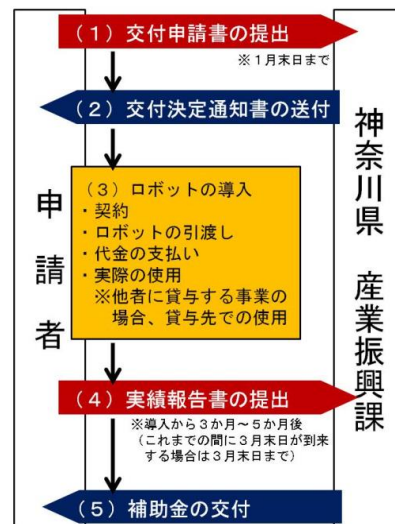 （１）交付申請書の提出
※１月末日まで
（２）交付決定通知書の送付
申請者
神奈川県 産業振興課
（３）ロボットの導入
・契約
・ロボットの引渡し
・代金の支払い
・実際の使用
※他者に貸与する事業の
場合、貸与先での使用
（４）実績報告書の提出
※導入から３か月～５か月後
（これまでの間に３月末日が到来
する場合は３月末日まで）
（５）補助金の交付